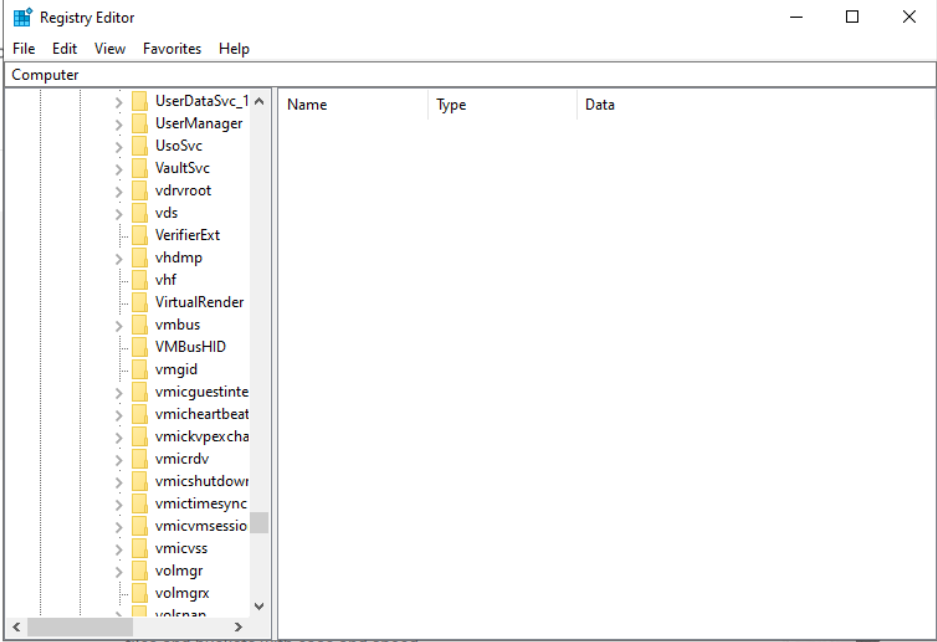 Registry Editor
File Edit View Favorites Help
Computer
Name Type Data
UserDataSvc_1
UserManager
UsoSvc
VaultSvc
vdrvroot
vds
VerifierExt
vhdmp
vhf
VirtualRender
vmbus
VMBusHID
vmgid
vmicguestinte
vmicheartbeat
vmickvpexcha
vmicrdv
vmicshutdown
vmictimesync
vmicvmsessio
vmicvss
volmgr
volmgrx
volsnap